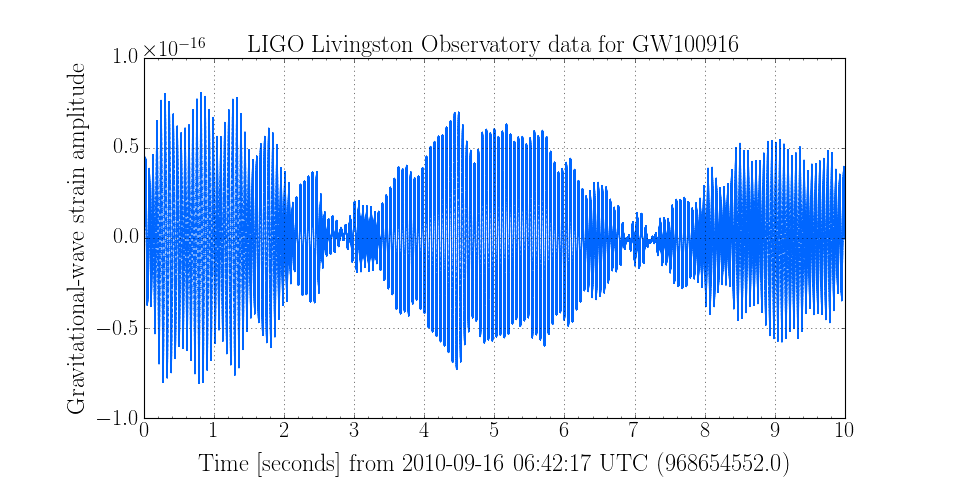 ×10⁻¹⁶
LIGO Livingston Observatory data for GW100916
1.0
0.5
0.0
−0.5
−1.0
Gravitational-wave strain amplitude
0 1 2 3 4 5 6 7 8 9 10
Time [seconds] from 2010-09-16 06:42:17 UTC (968654552.0)